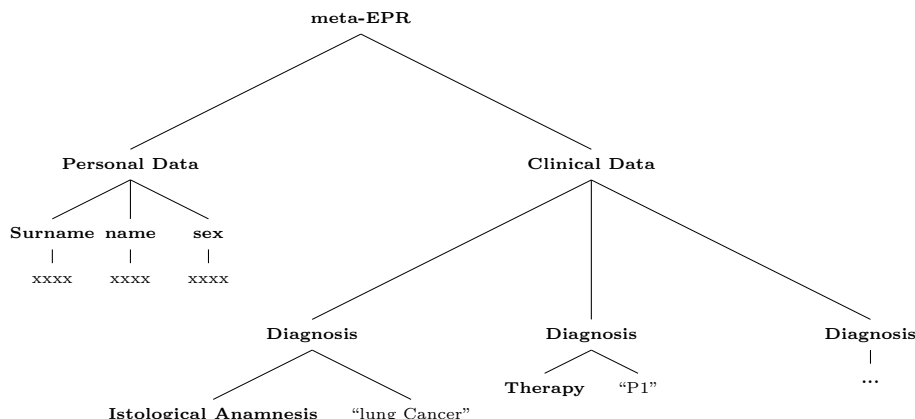 meta-EPR
Personal Data Clinical Data
Surname name sex
xxxx xxxx xxxx
Diagnosis Diagnosis Diagnosis
Therapy “P1” ...
Istological Anamnesis “lung Cancer”